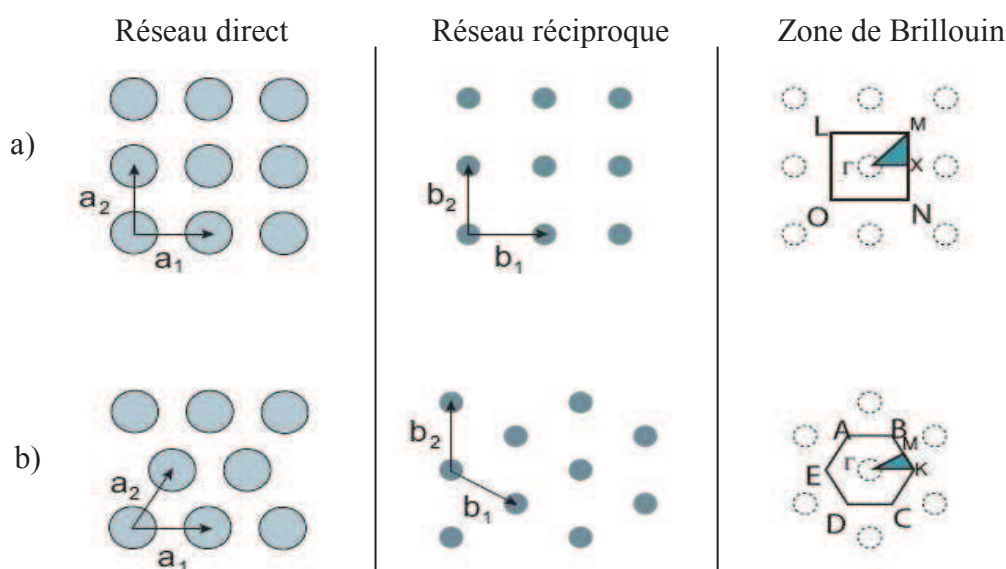 Réseau direct
Réseau réciproque
Zone de Brillouin
a)
a2
a1
b2
b1
L
M
Γ
X
O
N
b)
a2
a1
b2
b1
A
B
M
Γ
K
E
D
C